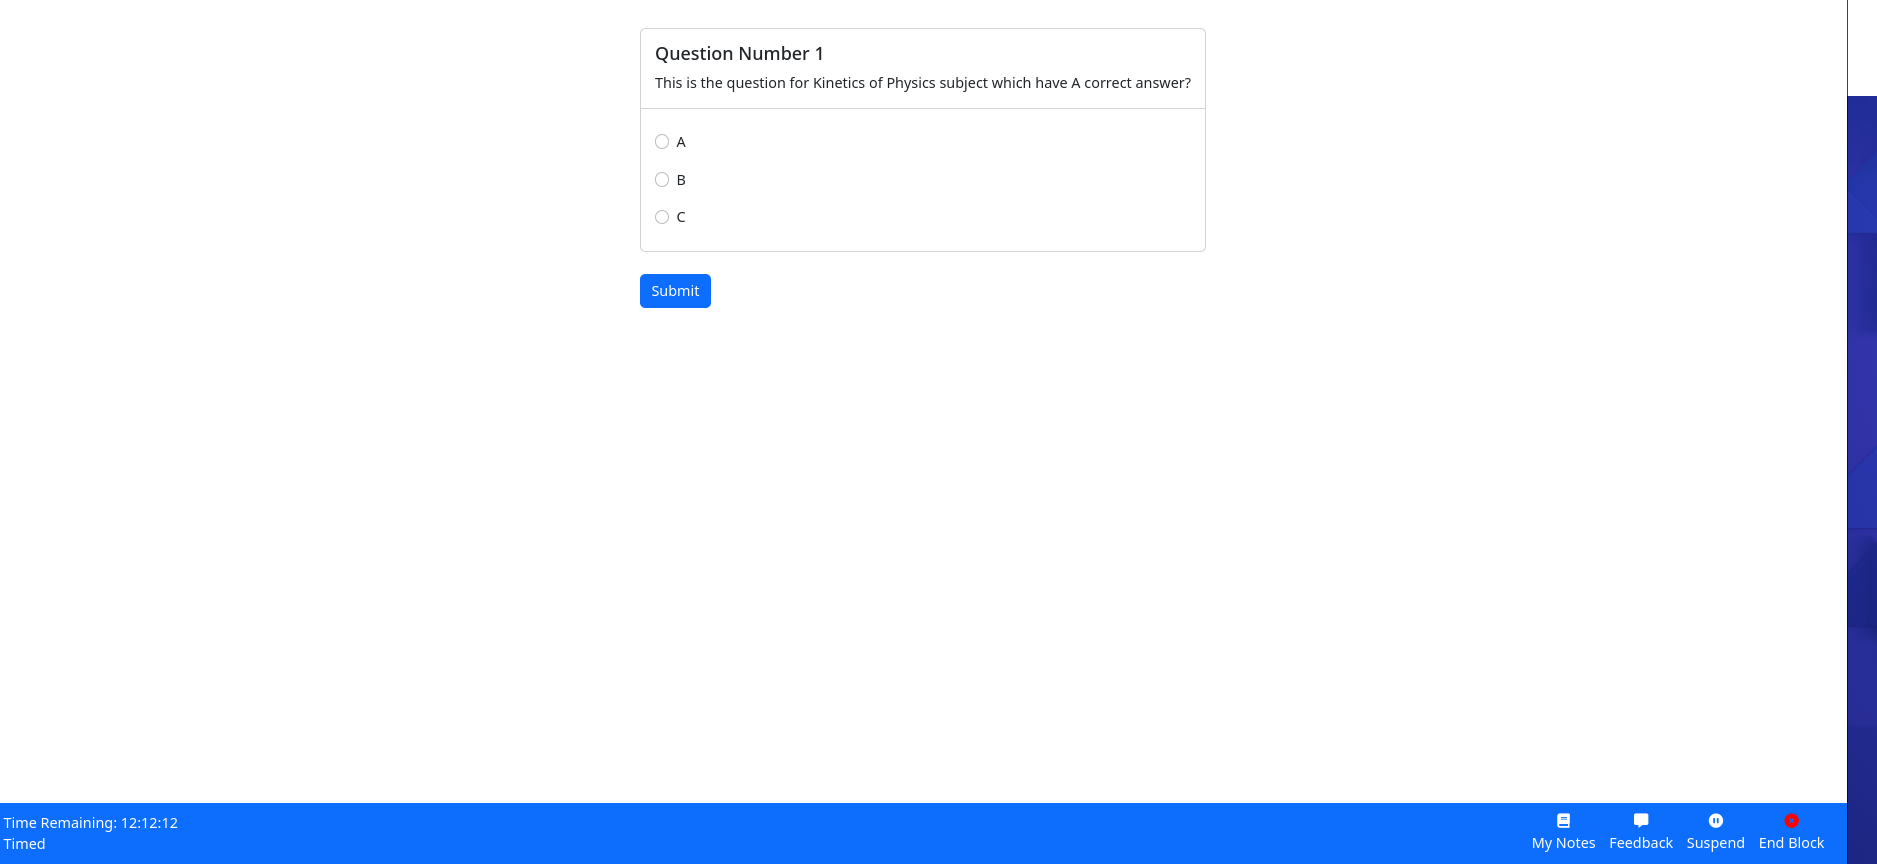 Question Number 1
This is the question for Kinetics of Physics subject which have A correct answer?
A
B
C
Submit
Time Remaining: 12:12:12
Timed
My Notes
Feedback
Suspend
End Block